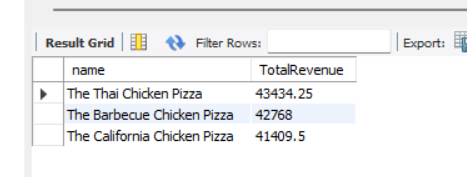 Result Grid Filter Rows: Export:
name TotalRevenue
The Thai Chicken Pizza 43434.25
The Barbecue Chicken Pizza 42768
The California Chicken Pizza 41409.5